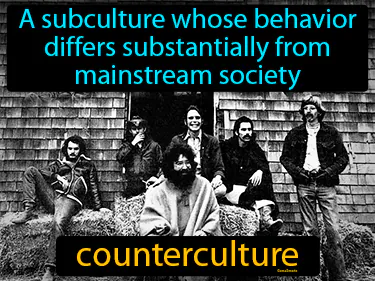 A subculture whose behavior
differs substantially from
mainstream society
counterculture